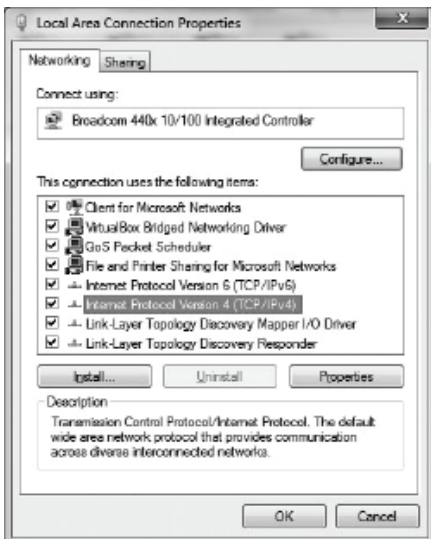 Local Area Connection Properties
X
Networking
Sharing
Connect using:
Broadcom 440x 10/100 Integrated Controller
Configure...
This connection uses the following items:
Client for Microsoft Networks
VirtualBox Bridged Networking Driver
QoS Packet Scheduler
File and Printer Sharing for Microsoft Networks
Internet Protocol Version 6 (TCP/IPv6)
Internet Protocol Version 4 (TCP/IPv4)
Link-Layer Topology Discovery Mapper I/O Driver
Link-Layer Topology Discovery Responder
Install...
Uninstall
Properties
Description
Transmission Control Protocol/Internet Protocol. The default
wide area network protocol that provides communication
across diverse interconnected networks.
OK
Cancel